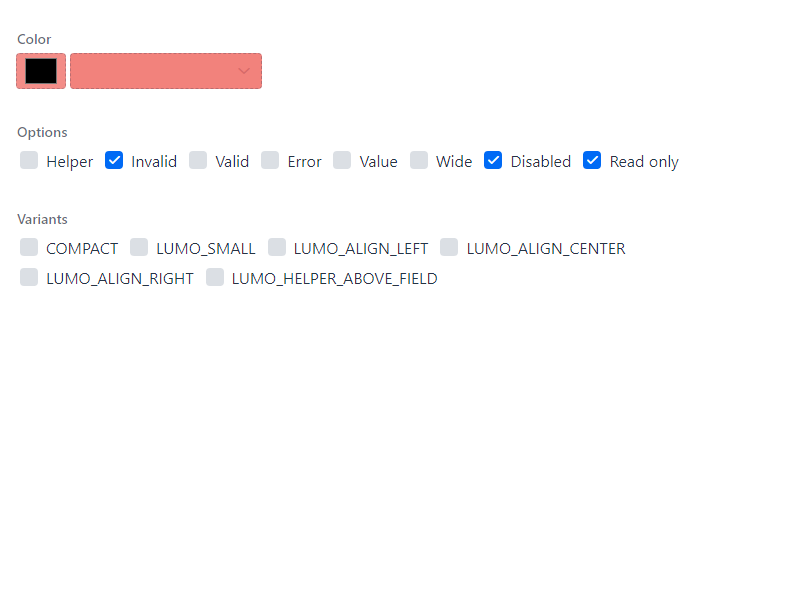 Color
Options
Helper Invalid Valid Error Value Wide Disabled Read only
Variants
COMPACT LUMO_SMALL LUMO_ALIGN_LEFT LUMO_ALIGN_CENTER
LUMO_ALIGN_RIGHT LUMO_HELPER_ABOVE_FIELD